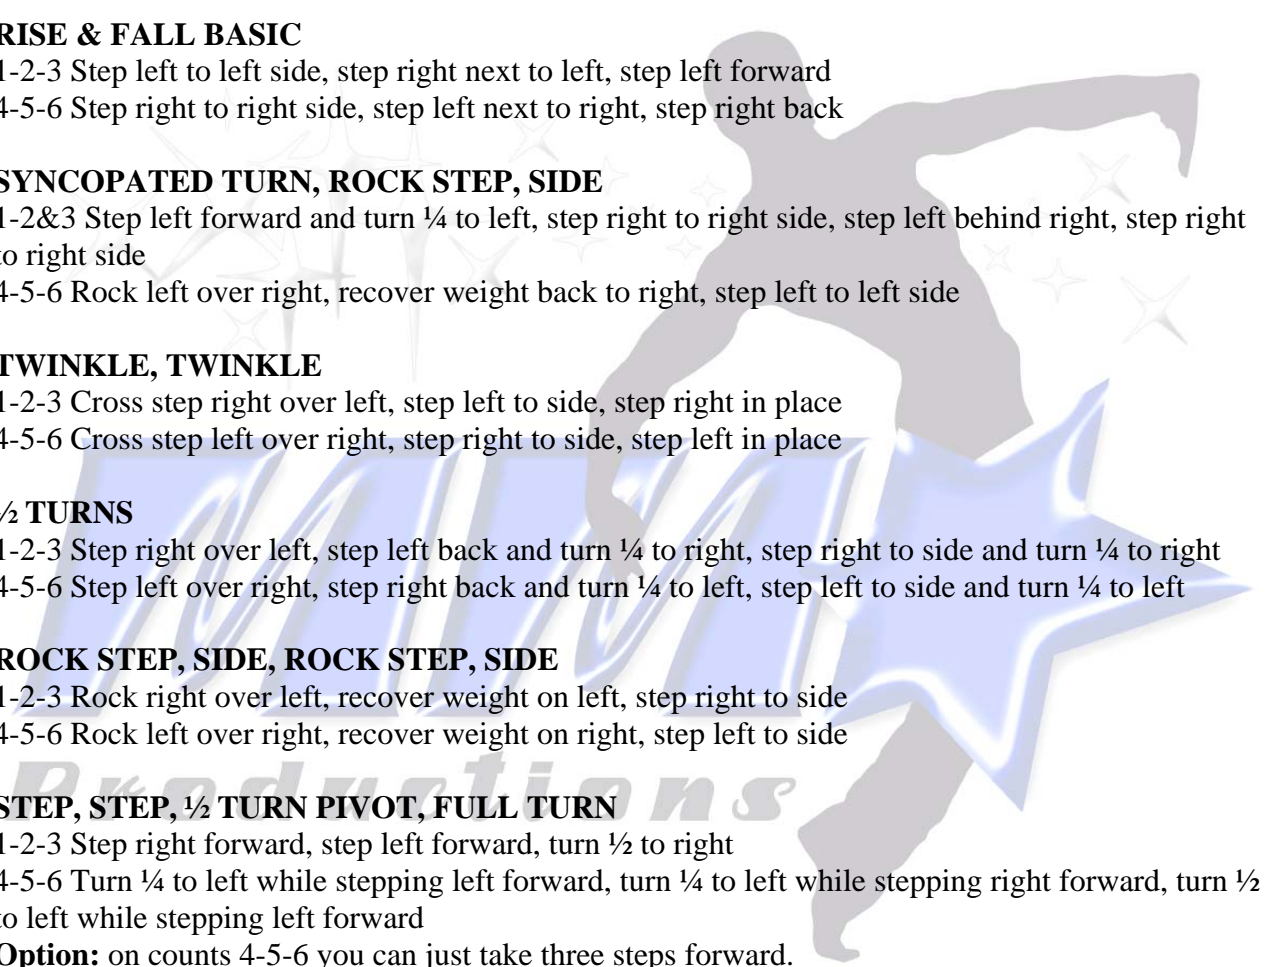 RISE & FALL BASIC
1-2-3 Step left to left side, step right next to left, step left forward
4-5-6 Step right to right side, step left next to right, step right back
SYNCOPATED TURN, ROCK STEP, SIDE
1-2&3 Step left forward and turn ¼ to left, step right to right side, step left behind right, step right
to right side
4-5-6 Rock left over right, recover weight back to right, step left to left side
TWINKLE, TWINKLE
1-2-3 Cross step right over left, step left to side, step right in place
4-5-6 Cross step left over right, step right to side, step left in place
½ TURNS
1-2-3 Step right over left, step left back and turn ¼ to right, step right to side and turn ¼ to right
4-5-6 Step left over right, step right back and turn ¼ to left, step left to side and turn ¼ to left
ROCK STEP, SIDE, ROCK STEP, SIDE
1-2-3 Rock right over left, recover weight on left, step right to side
4-5-6 Rock left over right, recover weight on right, step left to side
MM
Productions
STEP, STEP, ½ TURN PIVOT, FULL TURN
1-2-3 Step right forward, step left forward, turn ½ to right
4-5-6 Turn ¼ to left while stepping left forward, turn ¼ to left while stepping right forward, turn ½
to left while stepping left forward
Option: on counts 4-5-6 you can just take three steps forward.